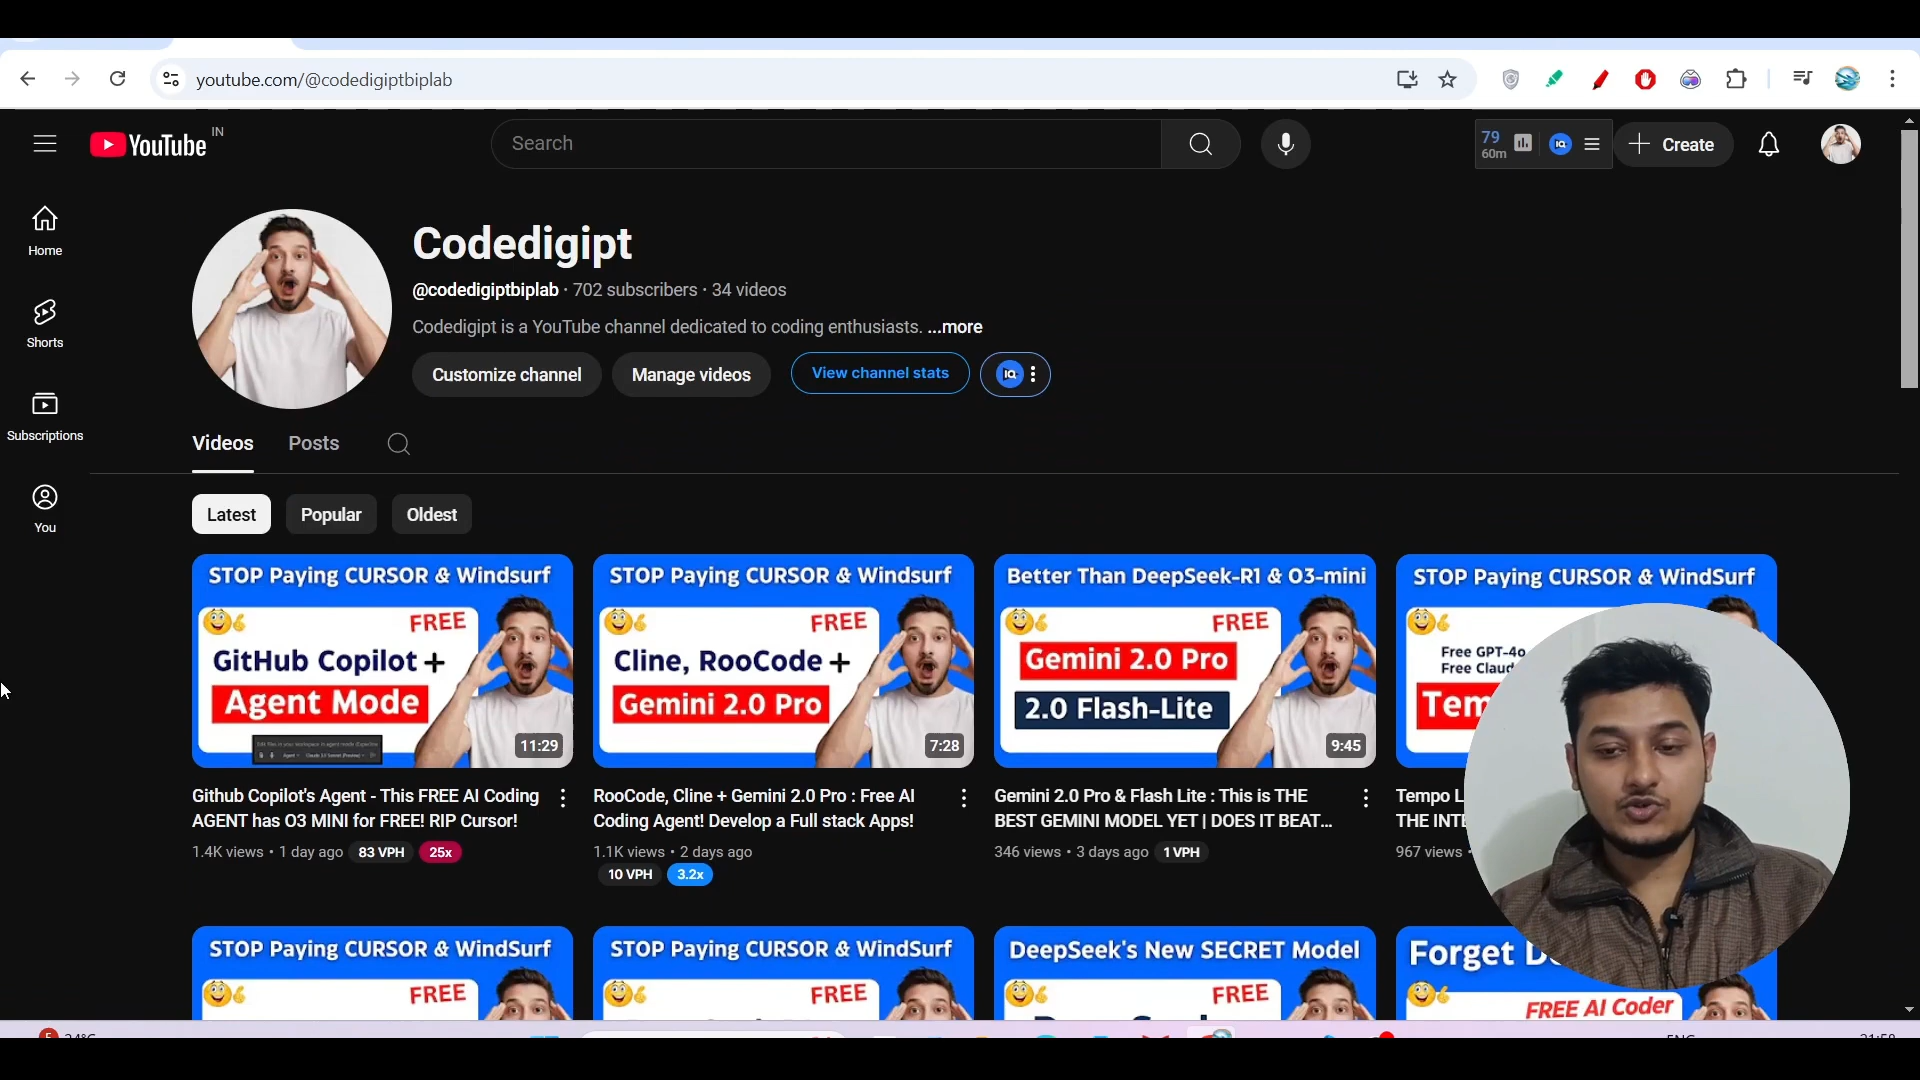 youtube.com/@codedigiptbiplab
YouTube IN
Search
79
60m
IQ
Create
Home
Shorts
Subscriptions
You
Codedigipt
@codedigiptbiplab · 702 subscribers · 34 videos
Codedigipt is a YouTube channel dedicated to coding enthusiasts. ...more
Customize channel
Manage videos
View channel stats
IQ
Videos
Posts
Latest
Popular
Oldest
STOP Paying CURSOR & Windsurf
FREE
GitHub Copilot +
Agent Mode
11:29
Github Copilot's Agent - This FREE AI Coding
AGENT has O3 MINI for FREE! RIP Cursor!
1.4K views • 1 day ago 83 VPH 25x
STOP Paying CURSOR & Windsurf
FREE
Cline, RooCode +
Gemini 2.0 Pro
7:28
RooCode, Cline + Gemini 2.0 Pro : Free AI
Coding Agent! Develop a Full stack Apps!
1.1K views • 2 days ago
10 VPH 3.2x
Better Than DeepSeek-R1 & O3-mini
FREE
Gemini 2.0 Pro
2.0 Flash-Lite
9:45
Gemini 2.0 Pro & Flash Lite : This is THE
BEST GEMINI MODEL YET | DOES IT BEAT...
346 views • 3 days ago 1 VPH
STOP Paying CURSOR & WindSurf
Free GPT-4o
Free
Tem
Tempo
THE
967 views •
STOP Paying CURSOR & WindSurf
FREE
STOP Paying CURSOR & WindSurf
FREE
DeepSeek's New SECRET Model
FREE
Forget
FREE AI Coder